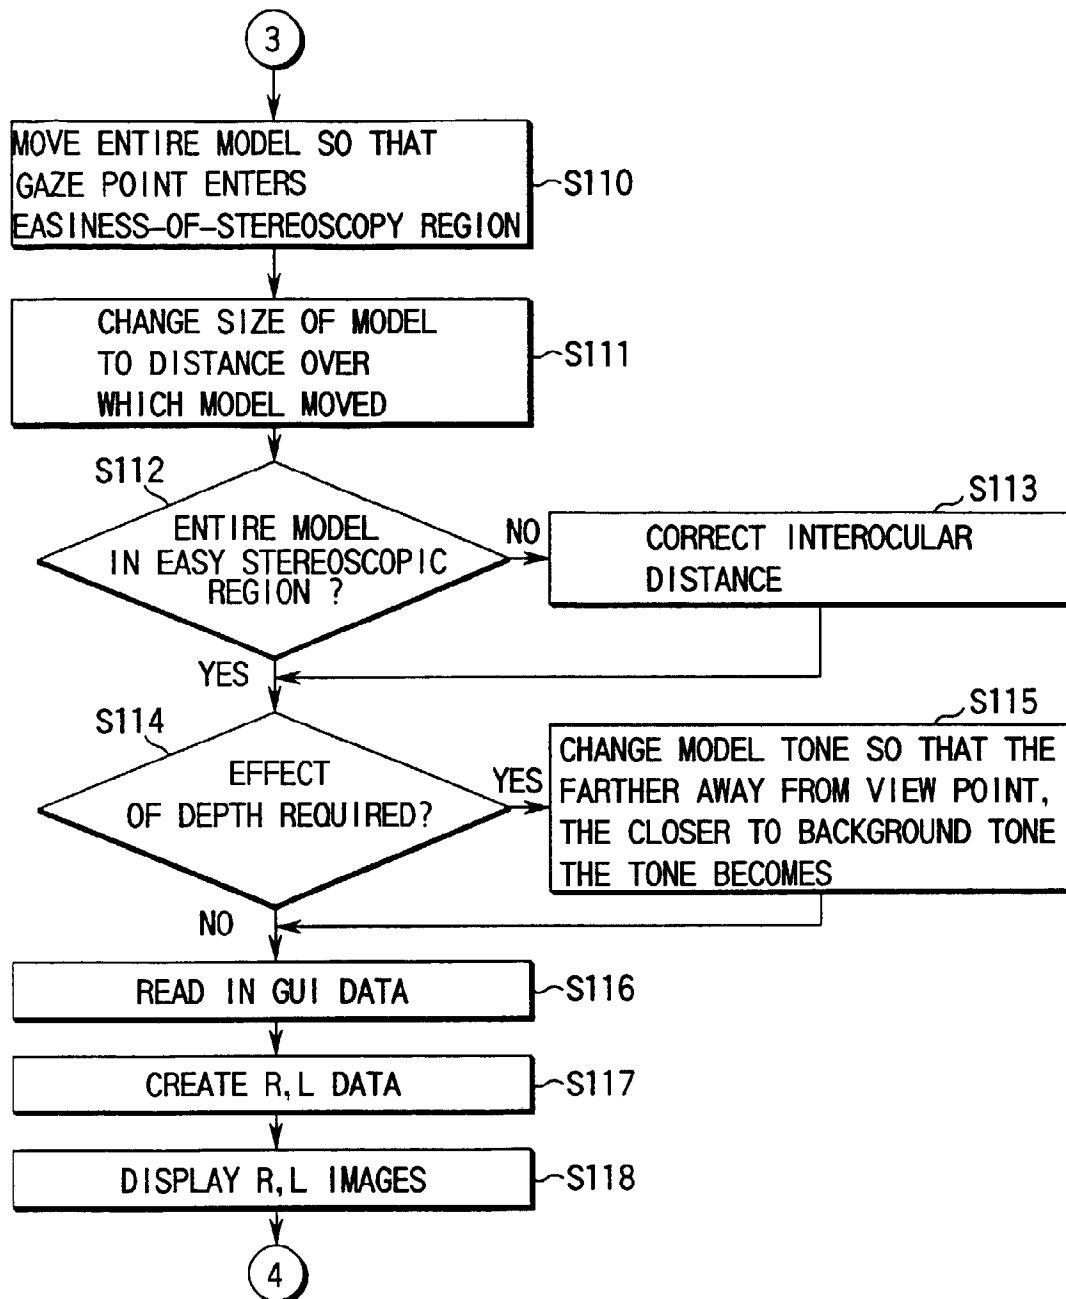 3
MOVE ENTIRE MODEL SO THAT
GAZE POINT ENTERS
EASINESS-OF-STEREOSCOPY REGION
S110
CHANGE SIZE OF MODEL
TO DISTANCE OVER
WHICH MODEL MOVED
S111
S112
ENTIRE MODEL
IN EASY STEREOSCOPIC
REGION ?
NO
S113
CORRECT INTEROCULAR
DISTANCE
YES
S114
EFFECT
OF DEPTH REQUIRED?
YES
S115
CHANGE MODEL TONE SO THAT THE
FARTHER AWAY FROM VIEW POINT,
THE CLOSER TO BACKGROUND TONE
THE TONE BECOMES
NO
READ IN GUI DATA
S116
CREATE R,L DATA
S117
DISPLAY R,L IMAGES
S118
4